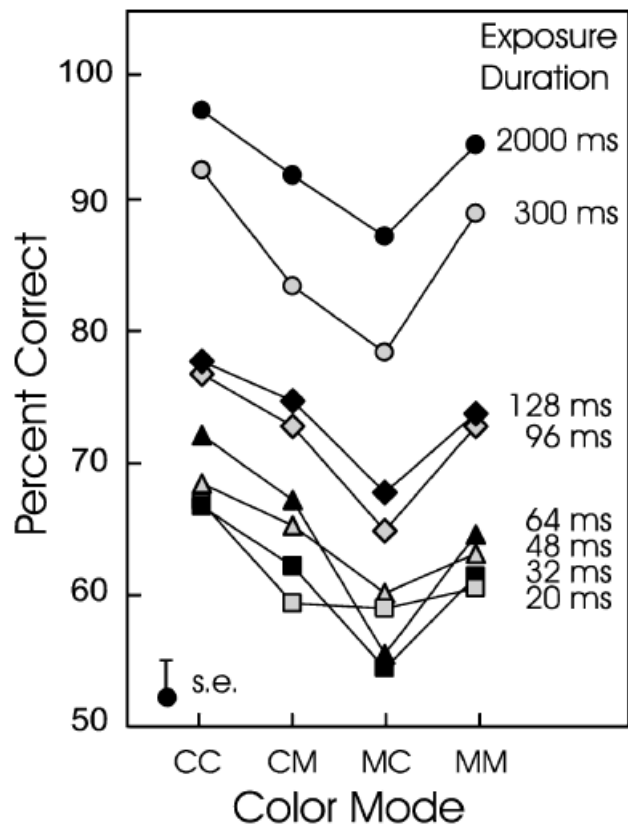 Exposure
Duration
100
90
80
70
60
50
Percent Correct
2000 ms
300 ms
128 ms
96 ms
64 ms
48 ms
32 ms
20 ms
s.e.
CC CM MC MM
Color Mode